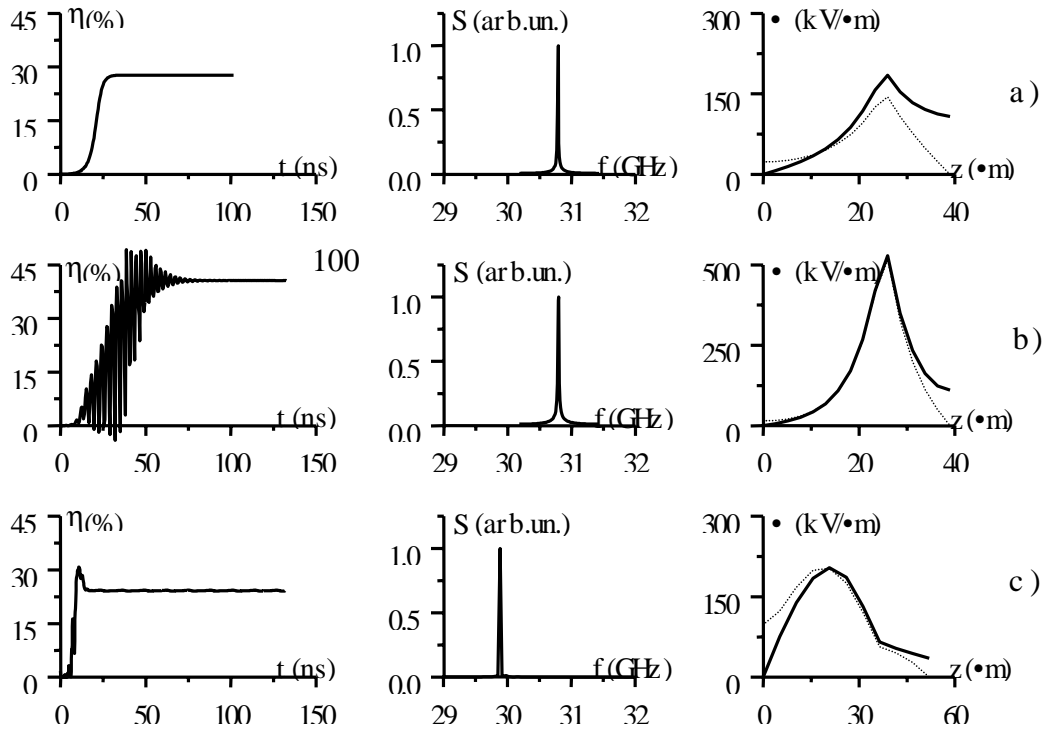 η(%)
45
30
15
0
t (ns)
0 50 100 150
S (arb.un.)
1.0
0.5
0.0
f (GHz)
29 30 31 32
• (kV/•m)
300
150
0
z (•m)
0 20 40
a )
η(%)
100
45
30
15
0
t (ns)
0 50 100 150
S (arb.un.)
1.0
0.5
0.0
f (GHz)
29 30 31 32
• (kV/•m)
500
250
0
z (•m)
0 20 40
b )
η(%)
45
30
15
0
t (ns)
0 50 100 150
S (arb.un.)
1.0
0.5
0.0
f (GHz)
29 30 31 32
• (kV/•m)
300
150
0
z (•m)
0 30 60
c )